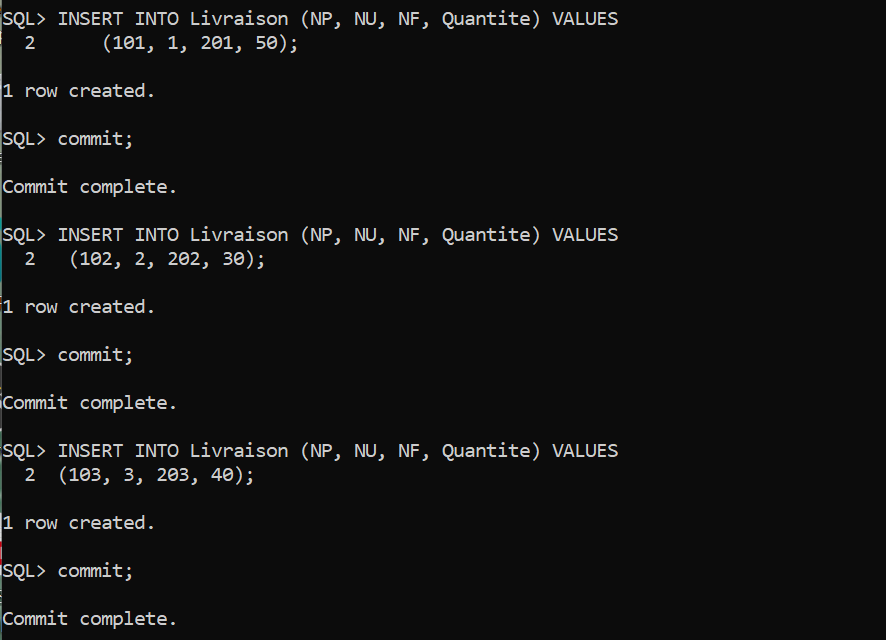 SQL> INSERT INTO Livraison (NP, NU, NF, Quantite) VALUES
  2      (101, 1, 201, 50);
1 row created.
SQL> commit;
Commit complete.
SQL> INSERT INTO Livraison (NP, NU, NF, Quantite) VALUES
  2   (102, 2, 202, 30);
1 row created.
SQL> commit;
Commit complete.
SQL> INSERT INTO Livraison (NP, NU, NF, Quantite) VALUES
  2  (103, 3, 203, 40);
1 row created.
SQL> commit;
Commit complete.